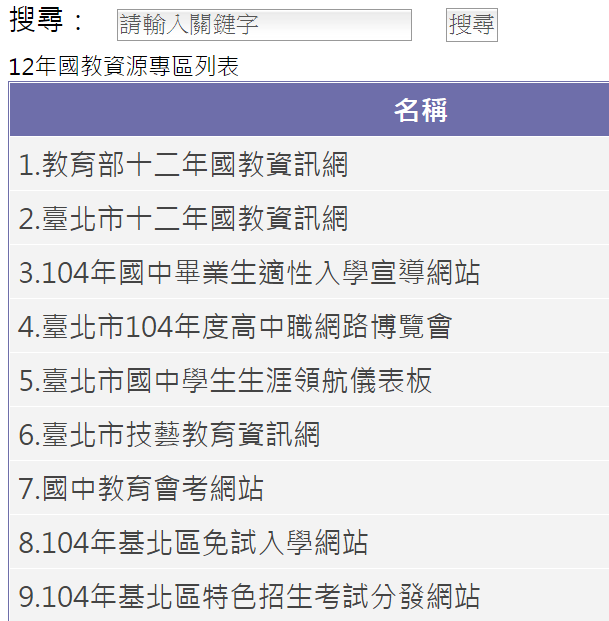 搜尋： 請輸入關鍵字 搜尋
12年國教資源專區列表
名稱
1.教育部十二年國教資訊網
2.臺北市十二年國教資訊網
3.104年國中畢業生適性入學宣導網站
4.臺北市104年度高中職網路博覽會
5.臺北市國中學生生涯領航儀表板
6.臺北市技藝教育資訊網
7.國中教育會考網站
8.104年基北區免試入學網站
9.104年基北區特色招生考試分發網站